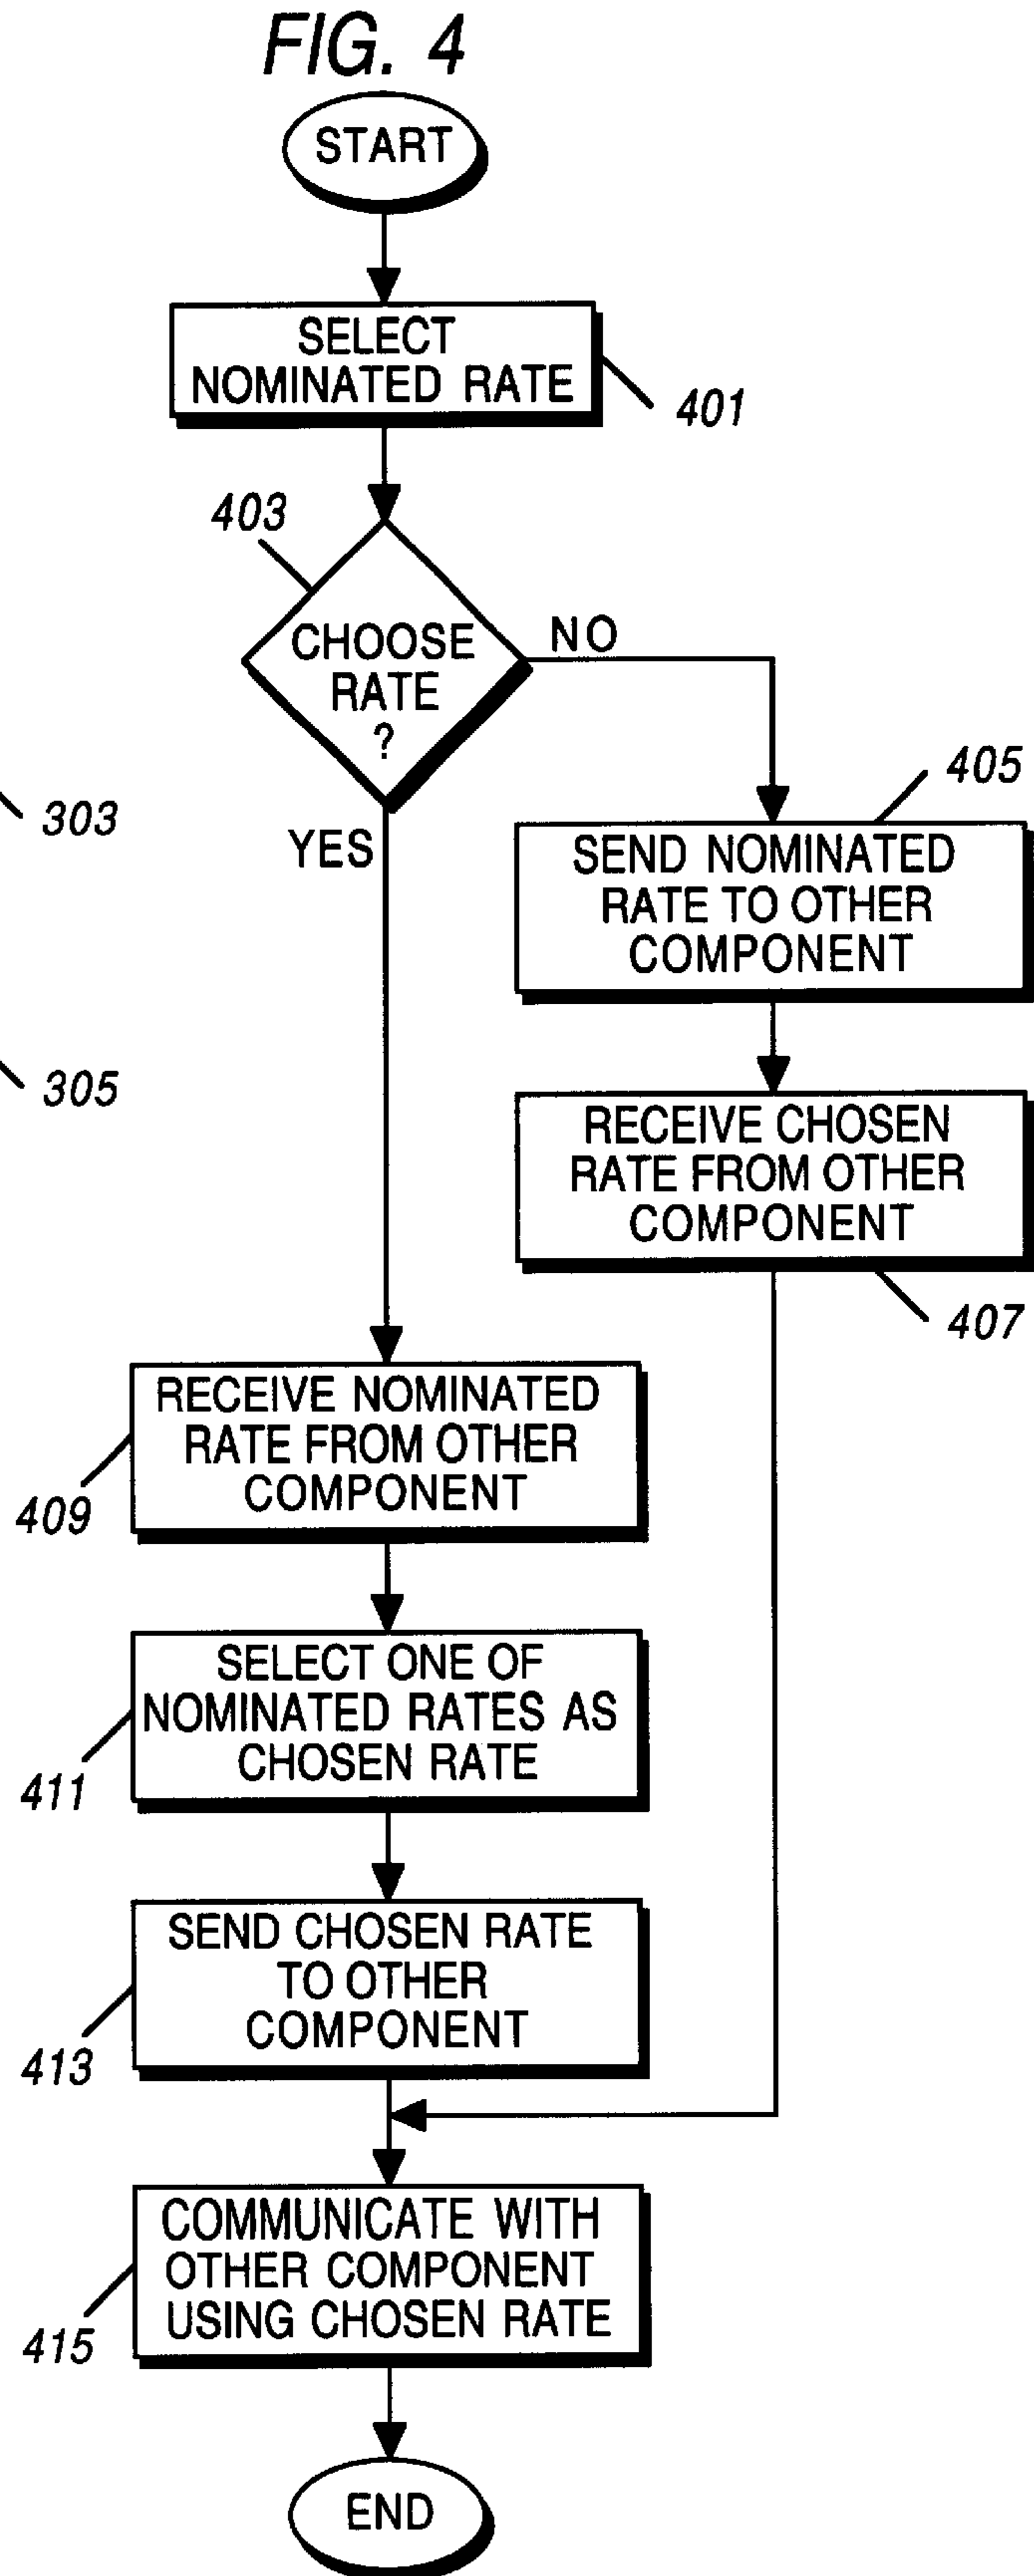 FIG. 4
START
SELECT
NOMINATED RATE
401
403
CHOOSE
RATE
?
NO
YES
405
SEND NOMINATED
RATE TO OTHER
COMPONENT
303
305
RECEIVE CHOSEN
RATE FROM OTHER
COMPONENT
407
RECEIVE NOMINATED
RATE FROM OTHER
COMPONENT
409
SELECT ONE OF
NOMINATED RATES AS
CHOSEN RATE
411
SEND CHOSEN RATE
TO OTHER
COMPONENT
413
COMMUNICATE WITH
OTHER COMPONENT
USING CHOSEN RATE
415
END